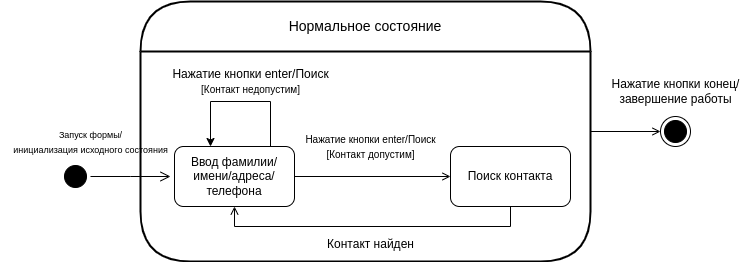 Нормальное состояние
Нажатие кнопки enter/Поиск
[Контакт недопустим]
Нажатие кнопки конец/
завершение работы
Запуск формы/
инициализация исходного состояния
Нажатие кнопки enter/Поиск
[Контакт допустим]
Ввод фамилии/
имени/адреса/
телефона
Поиск контакта
Контакт найден